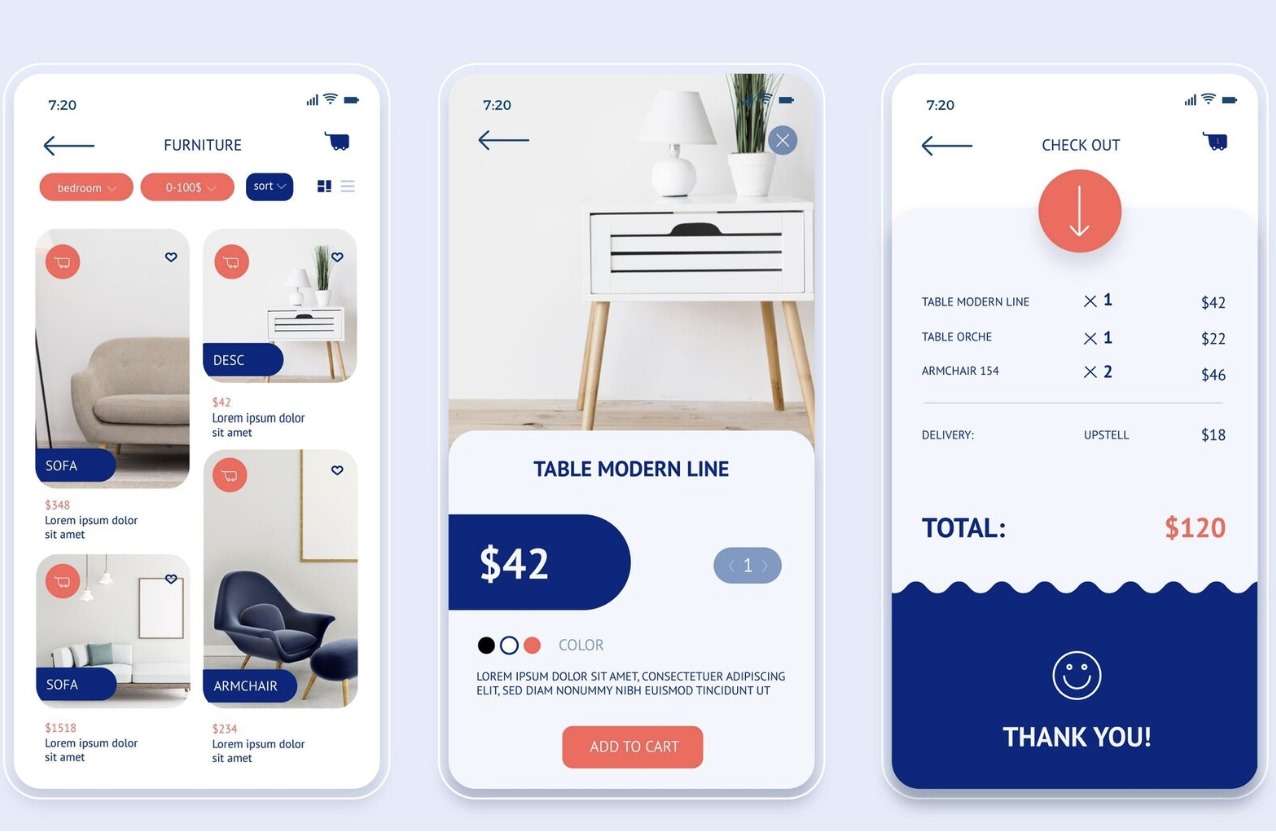 7:20
FURNITURE
bedroom
0-100$
sort
SOFA
$348
Lorem ipsum dolor
sit amet
DESC
$42
Lorem ipsum dolor
sit amet
SOFA
$1518
Lorem ipsum dolor
sit amet
ARMCHAIR
$234
Lorem ipsum dolor
sit amet
7:20
TABLE MODERN LINE
$42
1
COLOR
LOREM IPSUM DOLOR SIT AMET, CONSECTETUER ADIPISCING
ELIT, SED DIAM NONUMMY NIBH EUISMOD TINCIDUNT UT
ADD TO CART
7:20
CHECK OUT
TABLE MODERN LINE × 1 $42
TABLE ORCHE × 1 $22
ARMCHAIR 154 × 2 $46
DELIVERY: UPSTELL $18
TOTAL: $120
THANK YOU!